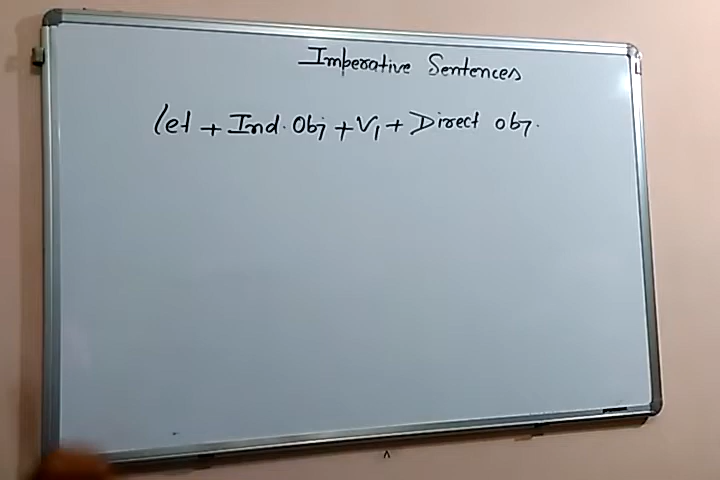 Imperative Sentences
Let + Ind. Obj + V1 + Direct obj.